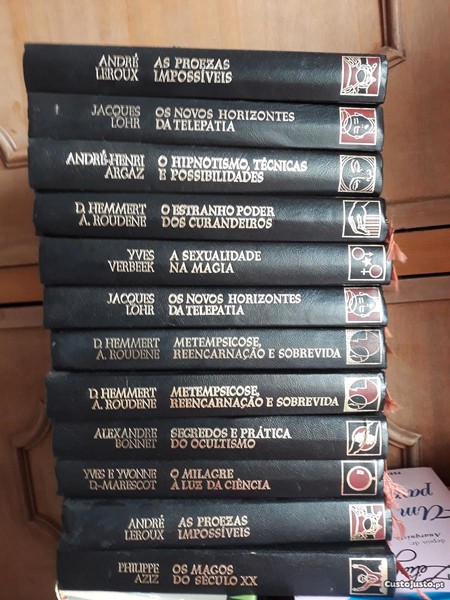 ANDRÉ LEROUX
AS PROEZAS IMPOSSÍVEIS
JACQUES LÖHR
OS NOVOS HORIZONTES DA TELEPATIA
ANDRÉ-HENRI ARGAZ
O HIPNOTISMO, TÉCNICAS E POSSIBILIDADES
D. HEMMERT A. ROUDENE
O ESTRANHO PODER DOS CURANDEIROS
YVES VERBEEK
A SEXUALIDADE NA MAGIA
JACQUES LÖHR
OS NOVOS HORIZONTES DA TELEPATIA
D. HEMMERT A. ROUDENE
METEMPSICOSE, REENCARNAÇÃO E SOBREVIDA
D. HEMMERT A. ROUDENE
METEMPSICOSE, REENCARNAÇÃO E SOBREVIDA
ALEXANDRE BONNET
SEGREDOS E PRÁTICA DO OCULTISMO
YVES E YVONNE D.-MARESCOT
O MILAGRE À LUZ DA CIÊNCIA
ANDRÉ LEROUX
AS PROEZAS IMPOSSÍVEIS
PHILIPPE AZIZ
OS MAGOS DO SÉCULO XX
CustoJusto.pt